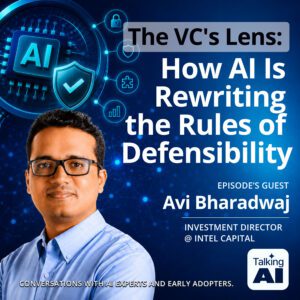 AI
The VC's Lens:
How AI Is
Rewriting
the Rules of
Defensibility
EPISODE'S GUEST
Avi Bharadwaj
INVESTMENT DIRECTOR
@ INTEL CAPITAL
Talking
AI
CONVERSATIONS WITH AI EXPERTS AND EARLY ADOPTERS.